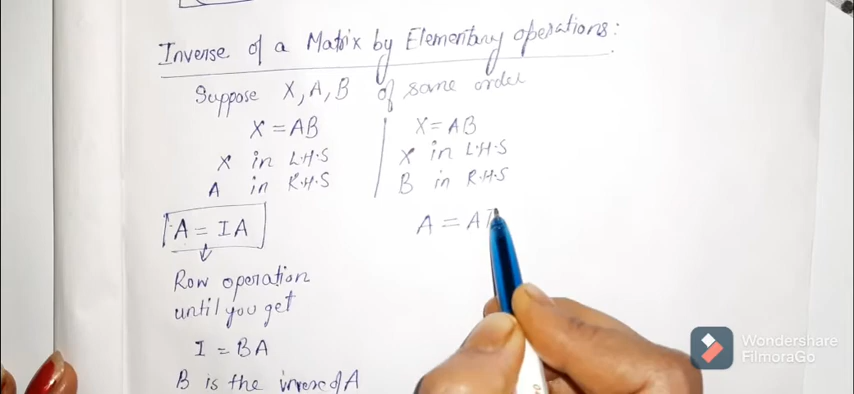 Inverse of a Matrix by Elementary operations:
Suppose X, A, B of same order
X = AB
X in L.H.S
A in R.H.S
A = IA
Row operation
until you get
I = BA
B is the inverse of A
X = AB
X in L.H.S
B in R.H.S
A = A
Wondershare
FilmoraGo